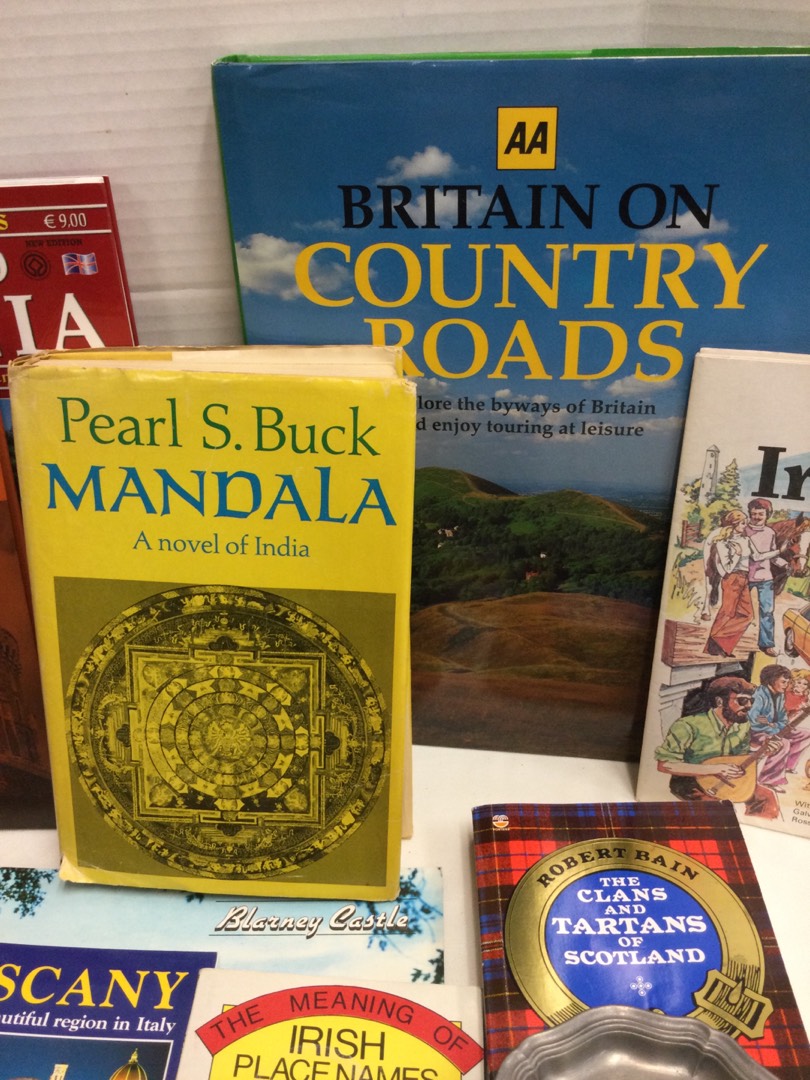 € 9.00
NEW EDITION
IA
AA
BRITAIN ON
COUNTRY
ROADS
lore the byways of Britain
d enjoy touring at leisure
Pearl S. Buck
MANDALA
A novel of India
Blarney Castle
SCANY
autiful region in Italy
THE MEANING OF
IRISH
PLACE NAMES
ROBERT BAIN
THE
CLANS
AND
TARTANS
OF
SCOTLAND